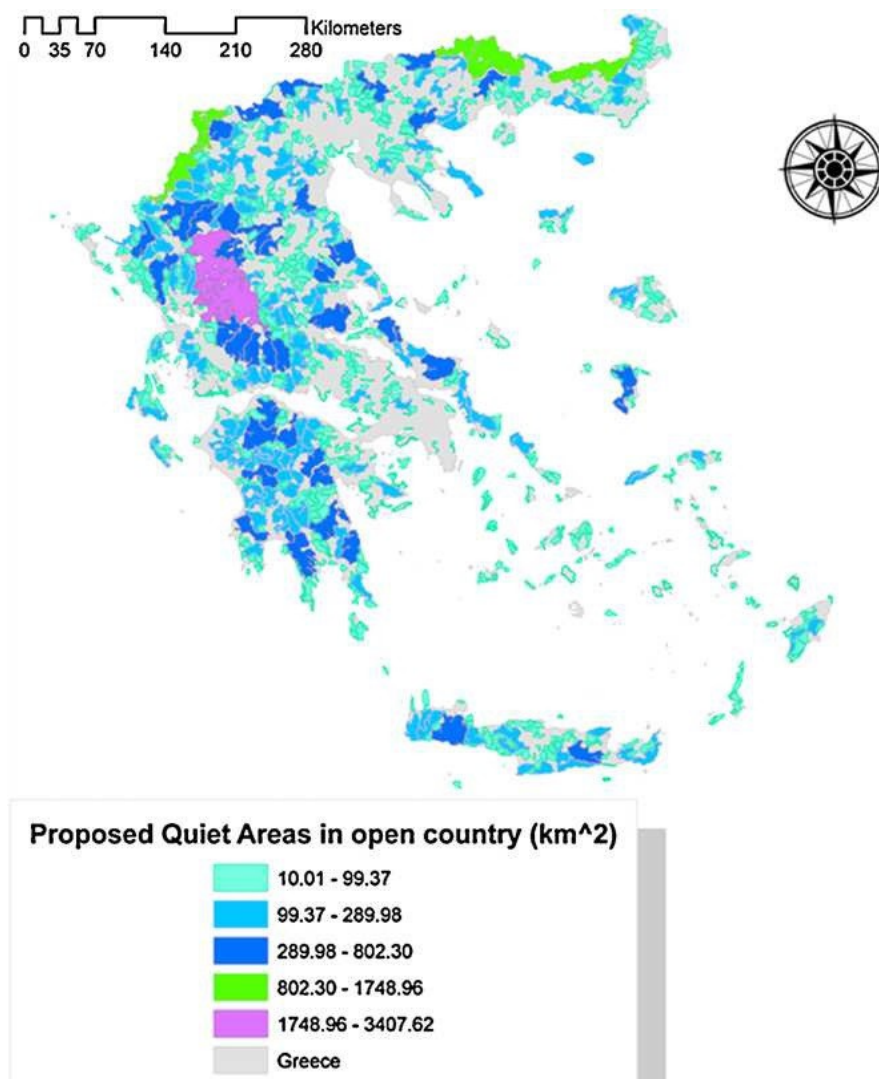 Kilometers
0 35 70 140 210 280
Proposed Quiet Areas in open country (km^2)
10.01 - 99.37
99.37 - 289.98
289.98 - 802.30
802.30 - 1748.96
1748.96 - 3407.62
Greece